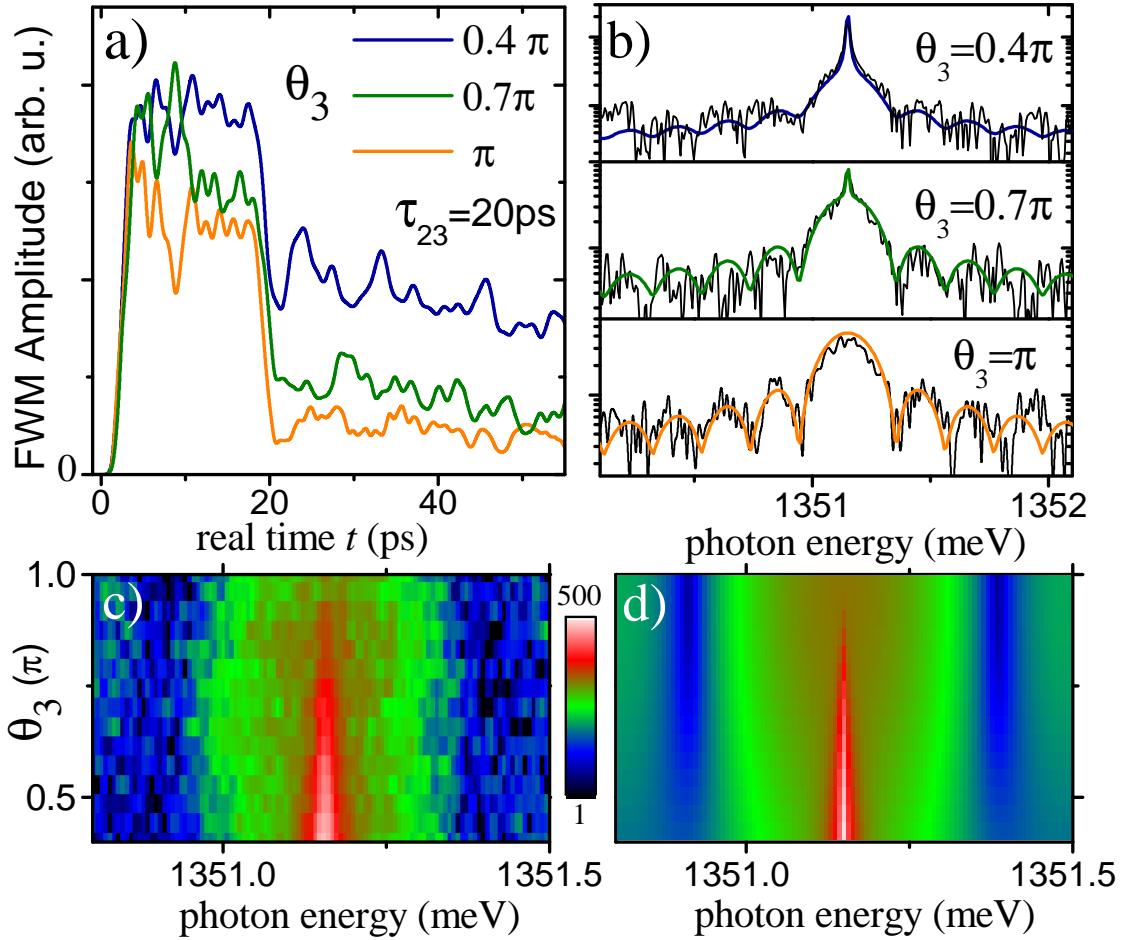 a)
θ3
0.4 π
0.7π
π
τ23=20ps
FWM Amplitude (arb. u.)
0
0
20
40
real time t (ps)
b)
θ3=0.4π
θ3=0.7π
θ3=π
1351
1352
photon energy (meV)
c)
1.0
0.5
θ3 (π)
1351.0
1351.5
photon energy (meV)
500
1
d)
1351.0
1351.5
photon energy (meV)